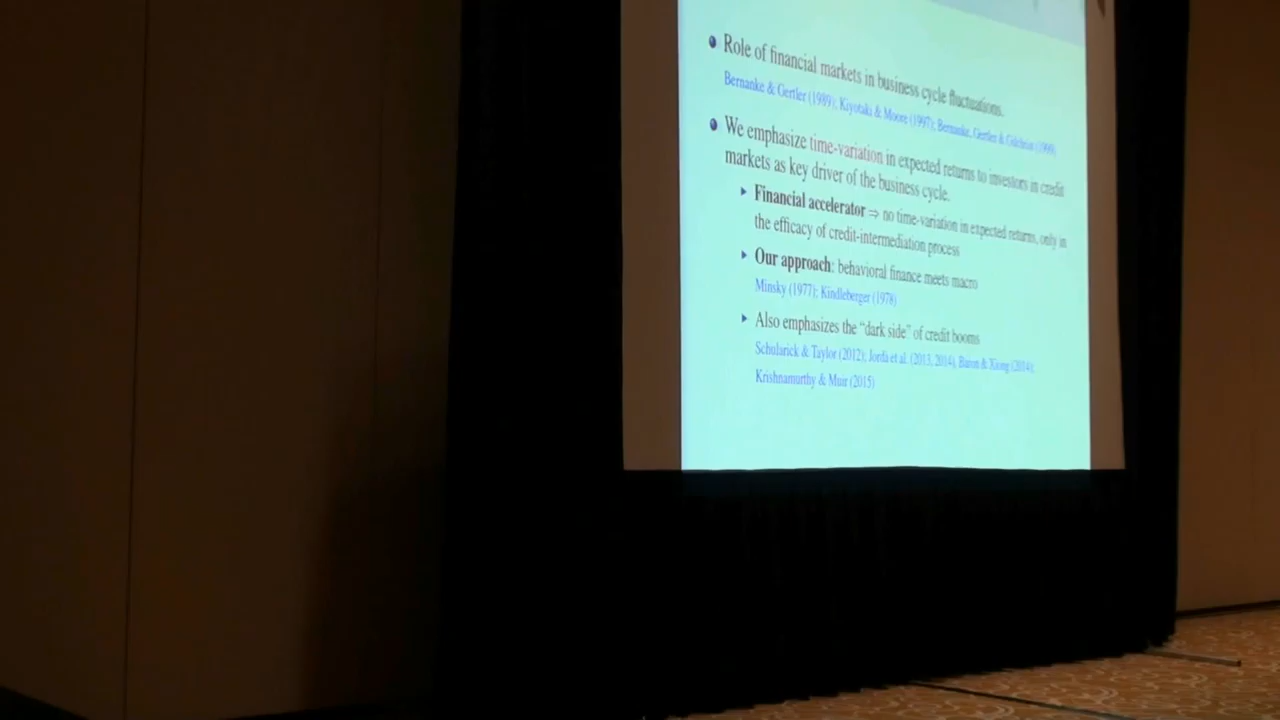 Role of financial markets in business cycle fluctuations.
Bernanke & Gertler (1989); Kiyotaki & Moore (1997); Bernanke, Gertler & Gilchrist (1999)
We emphasize time-variation in expected returns to investors in credit
markets as key driver of the business cycle.
Financial accelerator ⇒ no time-variation in expected returns, only in
the efficacy of credit-intermediation process
Our approach: behavioral finance meets macro
Minsky (1977); Kindleberger (1978)
Also emphasizes the “dark side” of credit booms
Schularick & Taylor (2012); Jordà et al. (2013, 2014), Baron & Xiong (2014);
Krishnamurthy & Muir (2015)